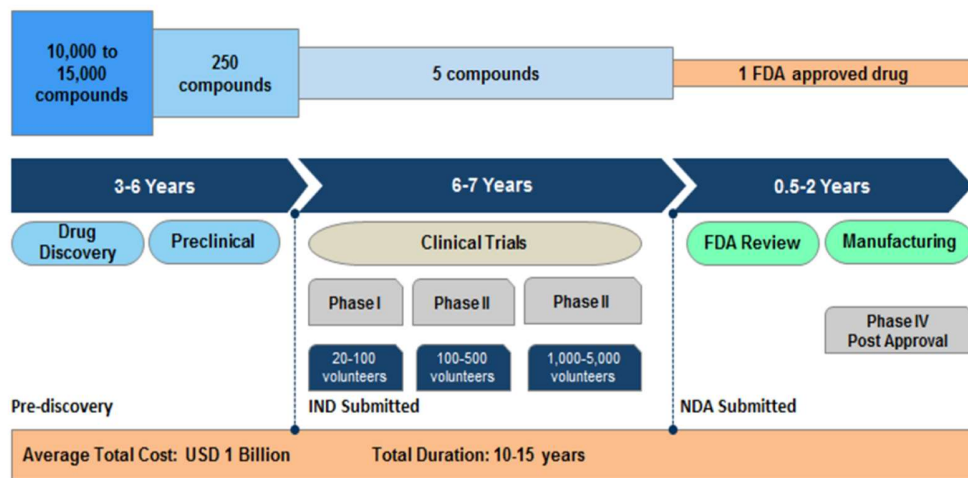 10,000 to
15,000
compounds
250
compounds
5 compounds
1 FDA approved drug
3-6 Years
6-7 Years
0.5-2 Years
Drug
Discovery
Preclinical
Clinical Trials
FDA Review
Manufacturing
Phase I
Phase II
Phase II
Phase IV
Post Approval
20-100
volunteers
100-500
volunteers
1,000-5,000
volunteers
Pre-discovery
IND Submitted
NDA Submitted
Average Total Cost: USD 1 Billion
Total Duration: 10-15 years